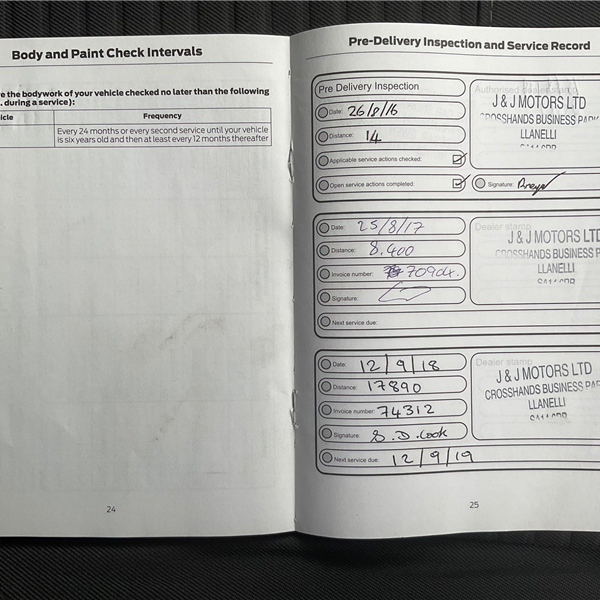 Body and Paint Check Intervals
e the bodywork of your vehicle checked no later than the following
. during a service):
icle Frequency
Every 24 months or every second service until your vehicle
is six years old and then at least every 12 months thereafter
24
Pre-Delivery Inspection and Service Record
Pre Delivery Inspection
Date: 26/8/16
Distance: 14
Applicable service actions checked:
Open service actions completed:
Authorised dealer stamp
J & J MOTORS LTD
CROSSHANDS BUSINESS PARK
LLANELLI
Signature:
Date: 25/8/17
Distance: 8,400
Invoice number: 70904.
Signature:
Next service due:
Dealer stamp
J & J MOTORS LTD
CROSSHANDS BUSINESS P
LLANELLI
Date: 12/9/18
Distance: 17890
Invoice number: 74312
Signature: S.D. Cook
Next service due: 12/9/19
Dealer stamp
J & J MOTORS LTD
CROSSHANDS BUSINESS PAR
LLANELLI
25